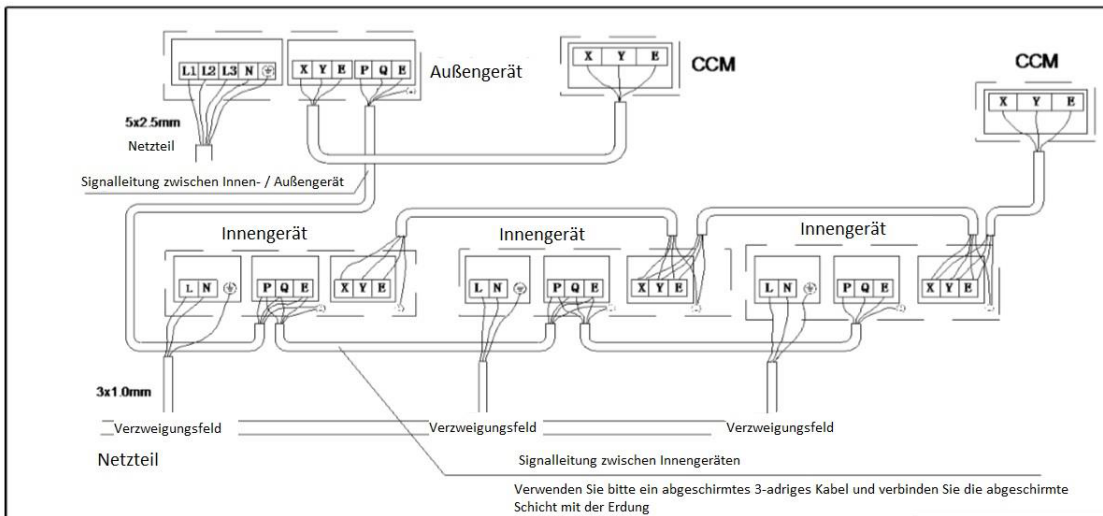 L1 L2 L3 N
X Y E P Q E
Außengerät
X Y E
CCM
CCM
X Y E
5x2.5mm
Netzteil
Signalleitung zwischen Innen- / Außengerät
Innengerät
Innengerät
Innengerät
L N
P Q E
X Y E
L N
P Q E
X Y E
L N
P Q E
X Y E
3x1.0mm
Verzweigungsfeld
Verzweigungsfeld
Verzweigungsfeld
Netzteil
Signalleitung zwischen Innengeräten
Verwenden Sie bitte ein abgeschirmtes 3-adriges Kabel und verbinden Sie die abgeschirmte
Schicht mit der Erdung